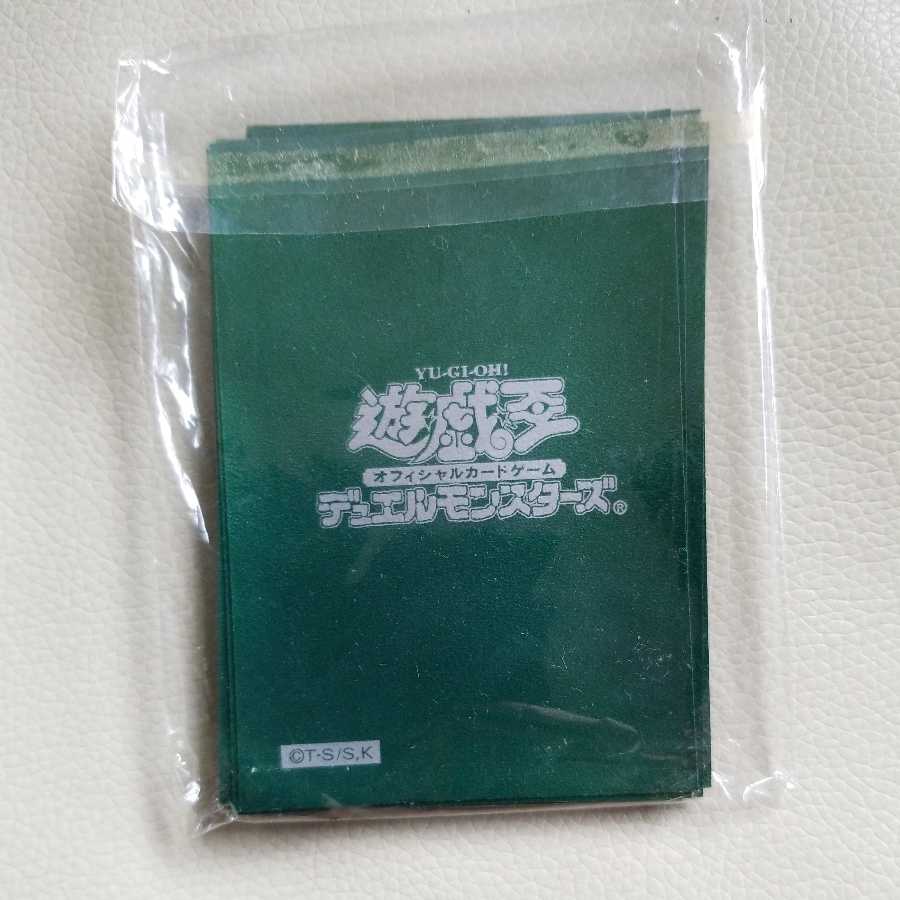 YU-GI-OH!
遊戯王
オフィシャルカードゲーム
デュエルモンスターズ®
©T-S/S,K